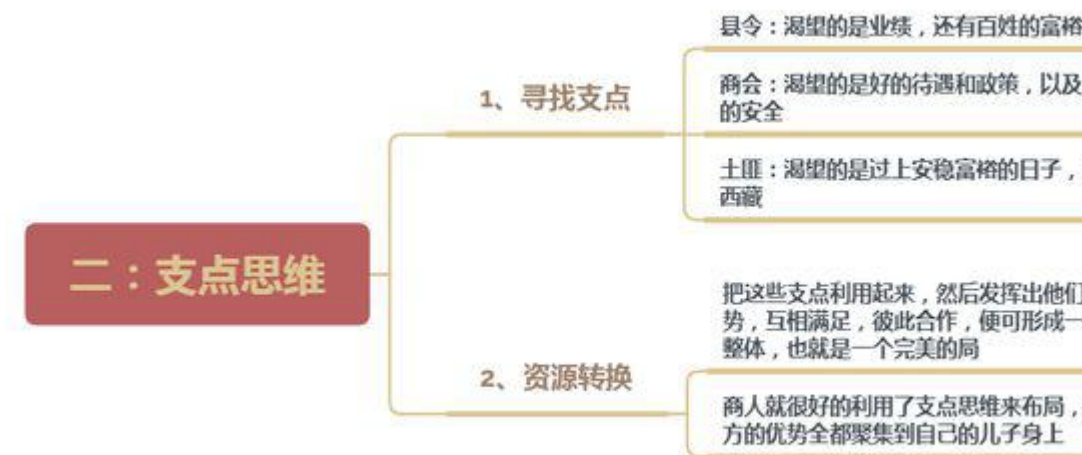 县令：渴望的是业绩，还有百姓的富裕
1、寻找支点
商会：渴望的是好的待遇和政策，以及
的安全
土匪：渴望的是过上安稳富裕的日子，
西藏
二：支点思维
把这些支点利用起来，然后发挥出他们
势，互相满足，彼此合作，便可形成一
整体，也就是一个完美的局
2、资源转换
商人就很好的利用了支点思维来布局，
方的优势全都聚集到自己的儿子身上